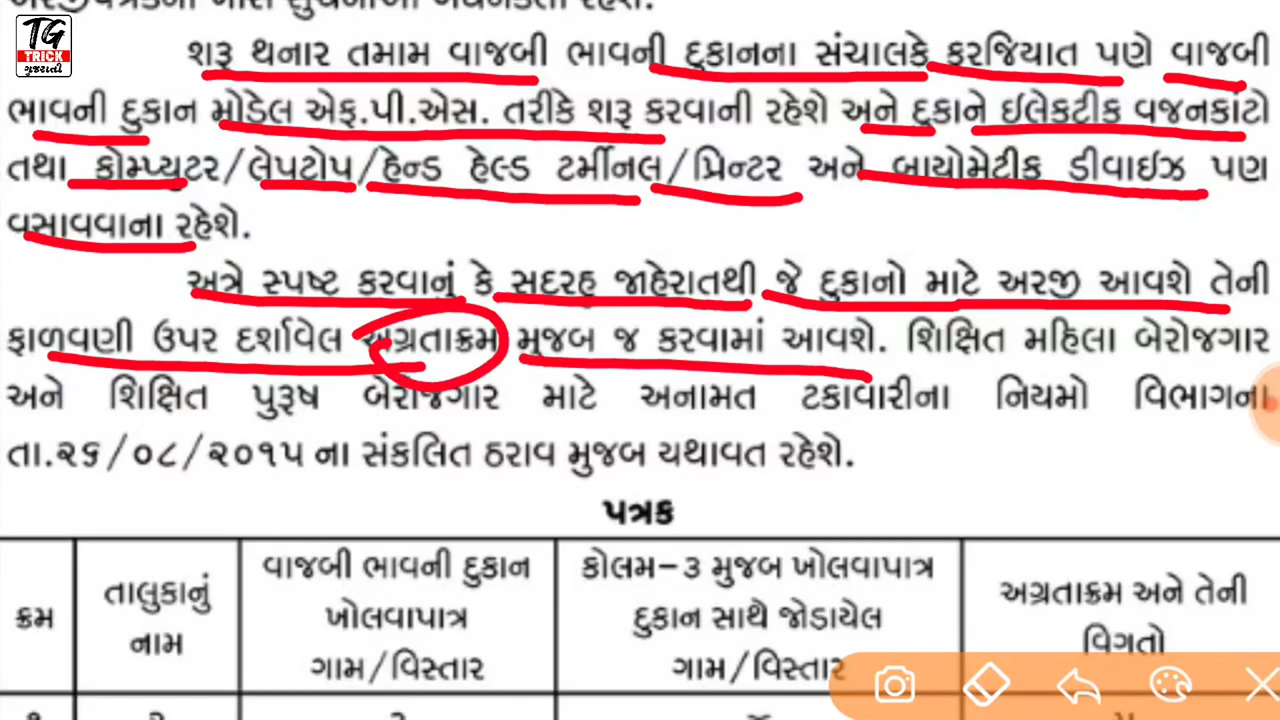 TG
TRICK
ગુજરાતી
શરૂ થનાર તમામ વાજબી ભાવની દુકાનના સંચાલકે ફરજિયાત પણે વાજબી
ભાવની દુકાન મોડેલ એફ.પી.એસ. તરીકે શરૂ કરવાની રહેશે અને દુકાને ઈલેકટીક વજનકાંટો
તથા કોમ્પ્યુટર/લેપટોપ/હેન્ડ હેલ્ડ ટર્મીનલ/પ્રિન્ટર અને બાયોમેટીક ડીવાઇઝ પણ
વસાવવાના રહેશે.
અત્રે સ્પષ્ટ કરવાનું કે સદરહુ જાહેરાતથી જે દુકાનો માટે અરજી આવશે તેની
ફાળવણી ઉપર દર્શાવેલ અગ્રતાક્રમ મુજબ જ કરવામાં આવશે. શિક્ષિત મહિલા બેરોજગાર
અને શિક્ષિત પુરૂષ બેરોજગાર માટે અનામત ટકાવારીના નિયમો વિભાગના
તા.૨૬/૦૮/૨૦૧૫ ના સંકલિત ઠરાવ મુજબ યથાવત રહેશે.
પત્રક
ક્રમ
તાલુકાનું
નામ
વાજબી ભાવની દુકાન
ખોલવાપાત્ર
ગામ/વિસ્તાર
કોલમ-૩ મુજબ ખોલવાપાત્ર
દુકાન સાથે જોડાયેલ
ગામ/વિસ્તાર
અગ્રતાક્રમ અને તેની
વિગતો